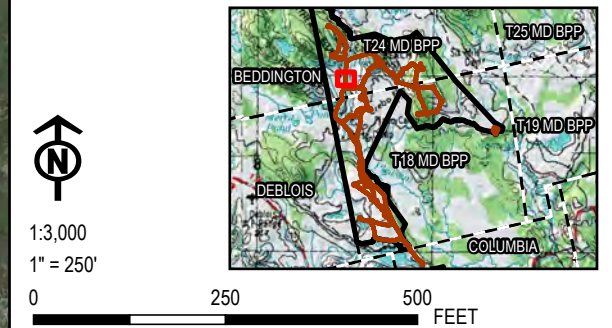 T25 MD BPP
T24 MD BPP
BEDDINGTON
T19 MD BPP
T18 MD BPP
DEBLOIS
COLUMBIA
N
1:3,000
1" = 250'
0 250 500
FEET